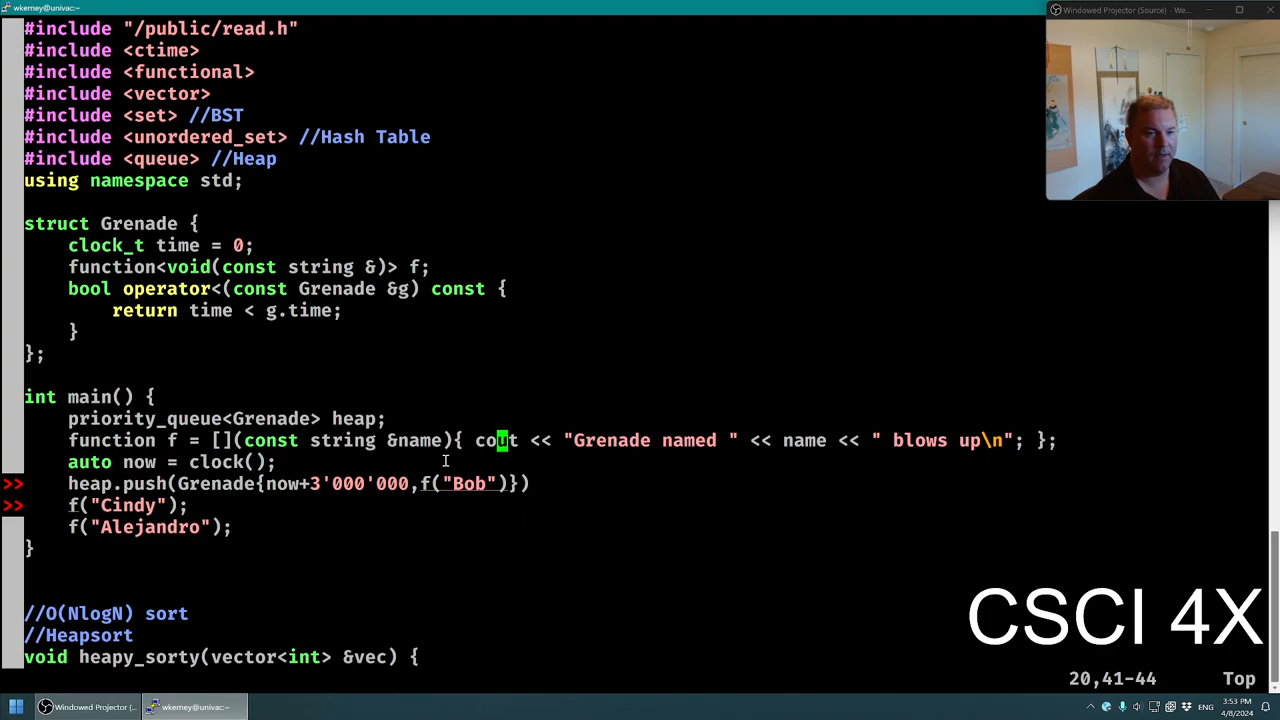 wkerney@univac:~
Windowed Projector (Source) - We...
#include "/public/read.h"
#include <ctime>
#include <functional>
#include <vector>
#include <set> //BST
#include <unordered_set> //Hash Table
#include <queue> //Heap
using namespace std;
struct Grenade {
    clock_t time = 0;
    function<void(const string &)> f;
    bool operator<(const Grenade &g) const {
        return time < g.time;
    }
};
int main() {
    priority_queue<Grenade> heap;
    function f = [](const string &name){ cout << "Grenade named " << name << " blows up\n"; };
    auto now = clock();
>>    heap.push(Grenade{now+3'000'000,f("Bob")})
>>    f("Cindy");
    f("Alejandro");
}
//O(NlogN) sort
//Heapsort
void heapy_sorty(vector<int> &vec) {
CSCI 4X
20,41-44 Top
Windowed Projector (...
wkerney@univac:~
ENG
3:53 PM
4/8/2024